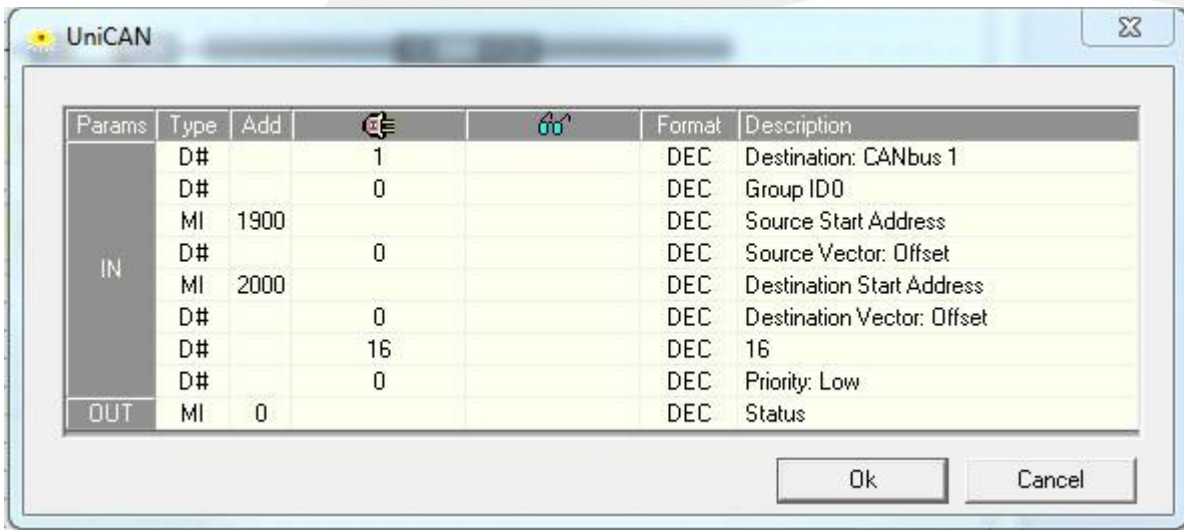 UniCAN
Params Type Add Format Description
D# 1 DEC Destination: CANbus 1
D# 0 DEC Group ID0
MI 1900 DEC Source Start Address
D# 0 DEC Source Vector: Offset
IN
MI 2000 DEC Destination Start Address
D# 0 DEC Destination Vector: Offset
D# 16 DEC 16
D# 0 DEC Priority: Low
OUT MI 0 DEC Status
Ok Cancel